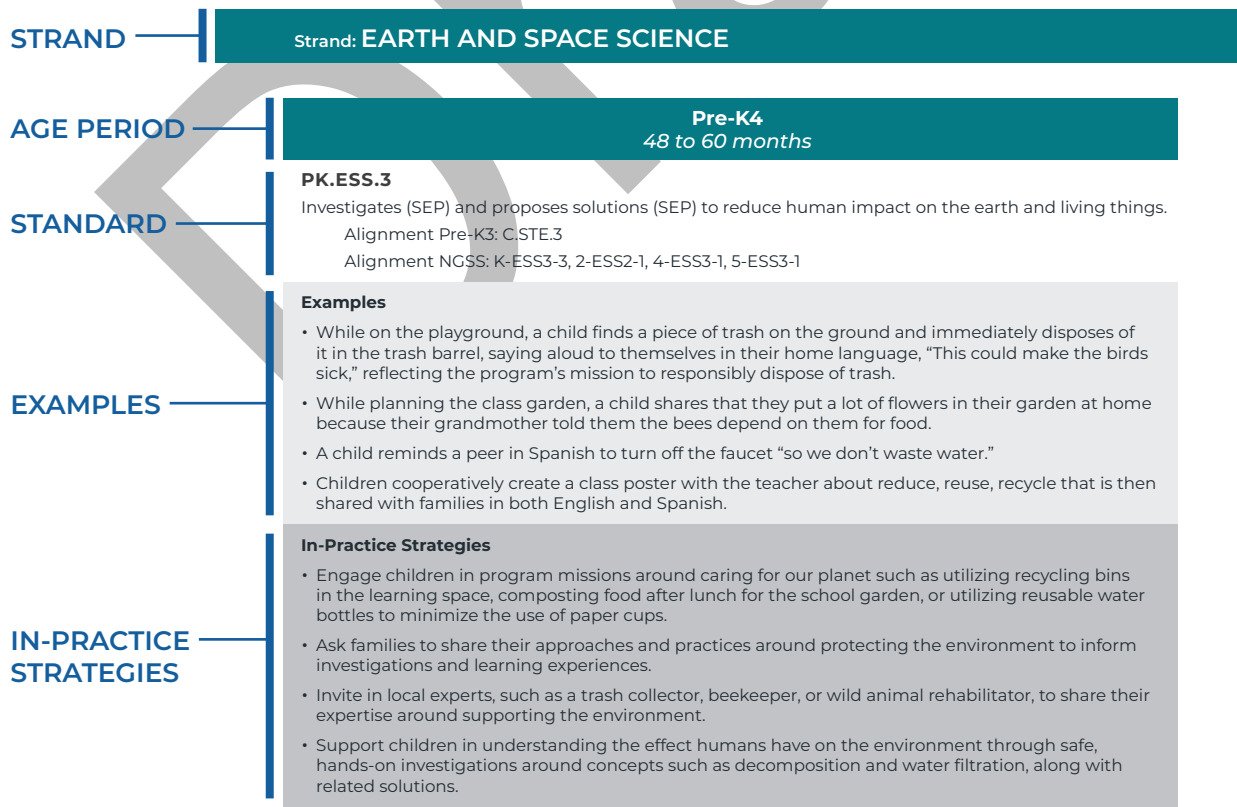 STRAND
Strand: EARTH AND SPACE SCIENCE
AGE PERIOD
Pre-K4
48 to 60 months
STANDARD
PK.ESS.3
Investigates (SEP) and proposes solutions (SEP) to reduce human impact on the earth and living things.
Alignment Pre-K3: C.STE.3
Alignment NGSS: K-ESS3-3, 2-ESS2-1, 4-ESS3-1, 5-ESS3-1
EXAMPLES
Examples
• While on the playground, a child finds a piece of trash on the ground and immediately disposes of
it in the trash barrel, saying aloud to themselves in their home language, “This could make the birds
sick,” reflecting the program’s mission to responsibly dispose of trash.
• While planning the class garden, a child shares that they put a lot of flowers in their garden at home
because their grandmother told them the bees depend on them for food.
• A child reminds a peer in Spanish to turn off the faucet “so we don’t waste water.”
• Children cooperatively create a class poster with the teacher about reduce, reuse, recycle that is then
shared with families in both English and Spanish.
IN-PRACTICE
STRATEGIES
In-Practice Strategies
• Engage children in program missions around caring for our planet such as utilizing recycling bins
in the learning space, composting food after lunch for the school garden, or utilizing reusable water
bottles to minimize the use of paper cups.
• Ask families to share their approaches and practices around protecting the environment to inform
investigations and learning experiences.
• Invite in local experts, such as a trash collector, beekeeper, or wild animal rehabilitator, to share their
expertise around supporting the environment.
• Support children in understanding the effect humans have on the environment through safe,
hands-on investigations around concepts such as decomposition and water filtration, along with
related solutions.